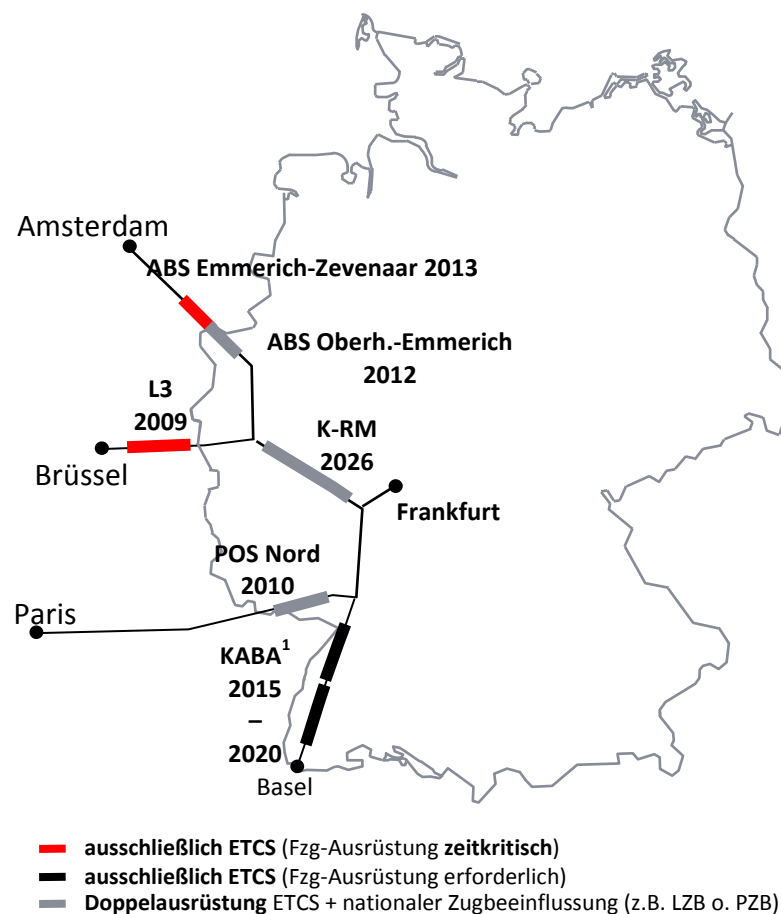 Amsterdam
ABS Emmerich-Zevenaar 2013
ABS Oberh.-Emmerich
2012
L3
2009
K-RM
2026
Brüssel
Frankfurt
POS Nord
2010
Paris
KABA¹
2015
–
2020
Basel
ausschließlich ETCS (Fzg-Ausrüstung zeitkritisch)
ausschließlich ETCS (Fzg-Ausrüstung erforderlich)
Doppelausrüstung ETCS + nationaler Zugbeeinflussung (z.B. LZB o. PZB)